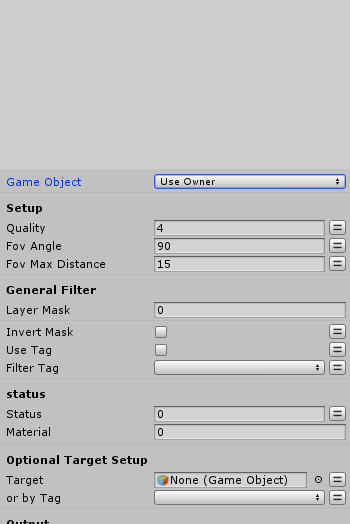 Game Object Use Owner
Setup
Quality 4
Fov Angle 90
Fov Max Distance 15
General Filter
Layer Mask 0
Invert Mask
Use Tag
Filter Tag
status
Status 0
Material 0
Optional Target Setup
Target None (Game Object)
or by Tag
Output